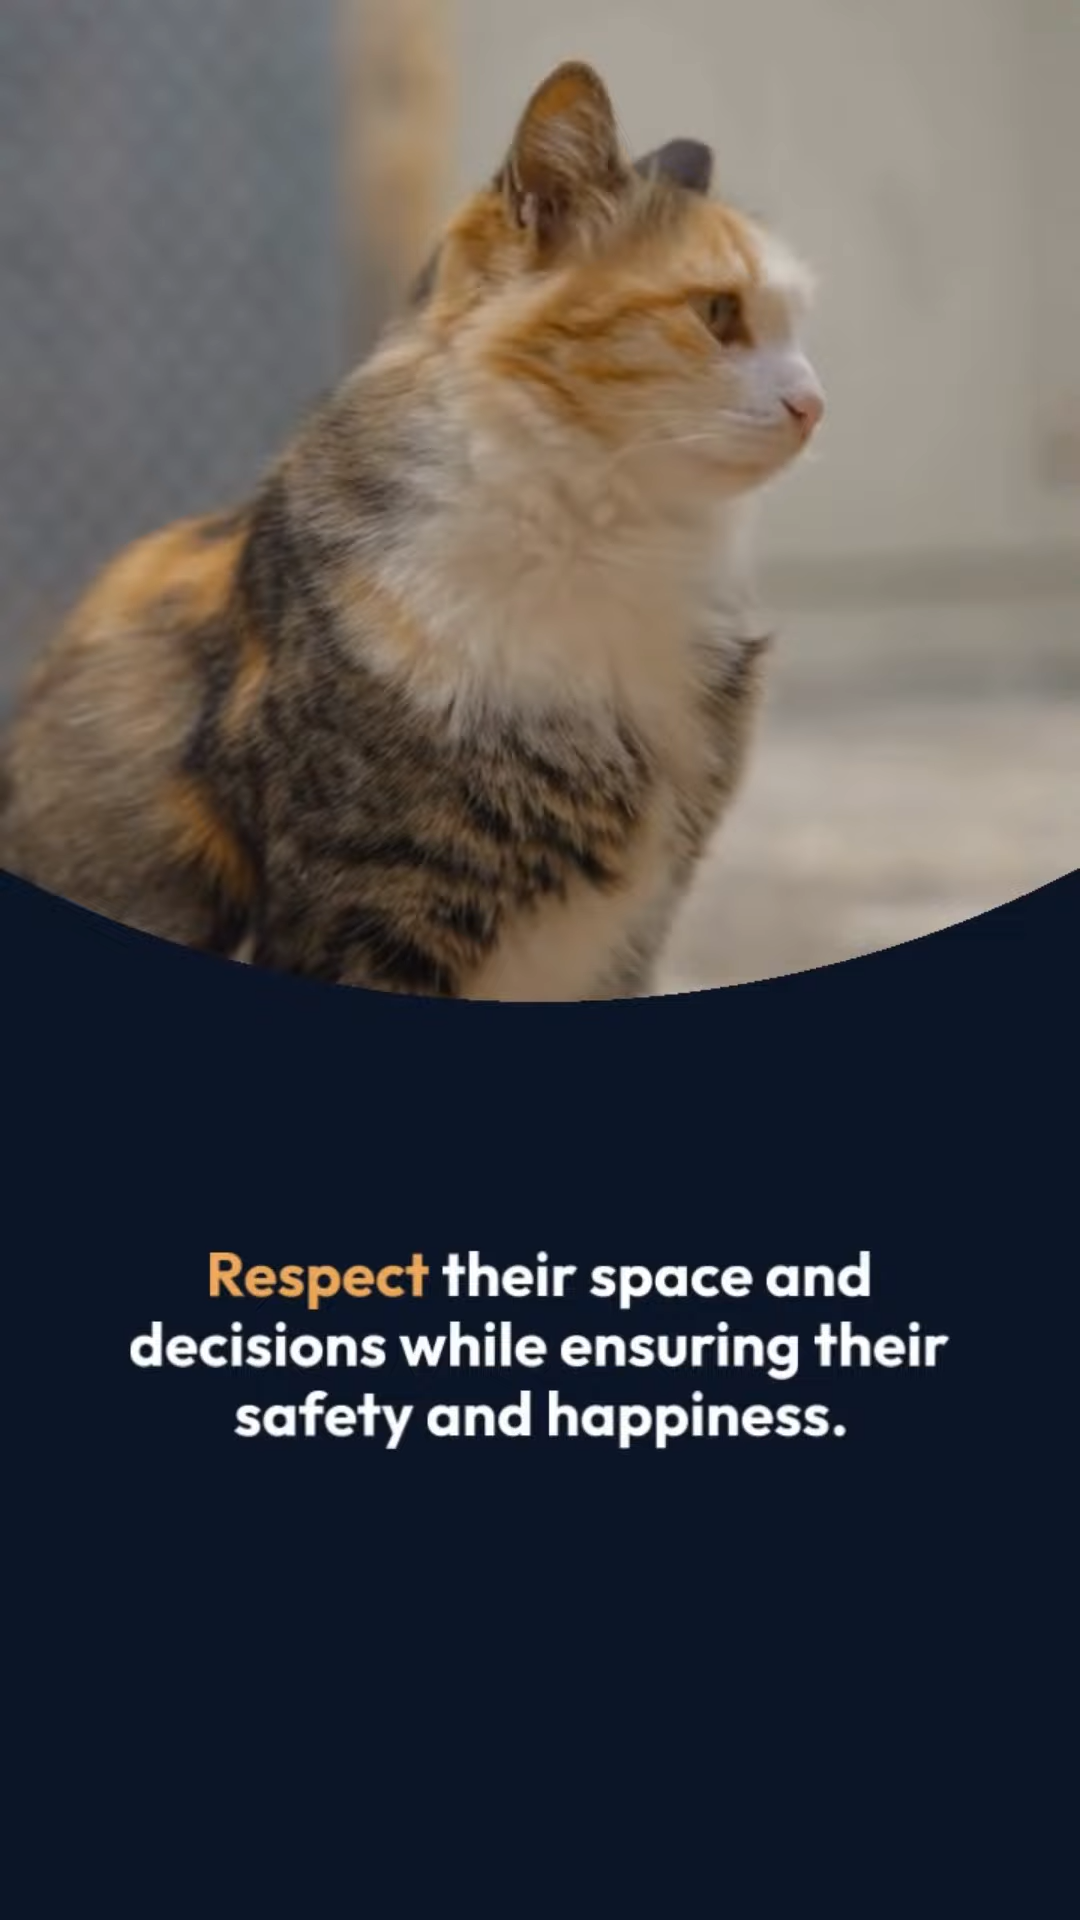 Respect their space and
decisions while ensuring their
safety and happiness.